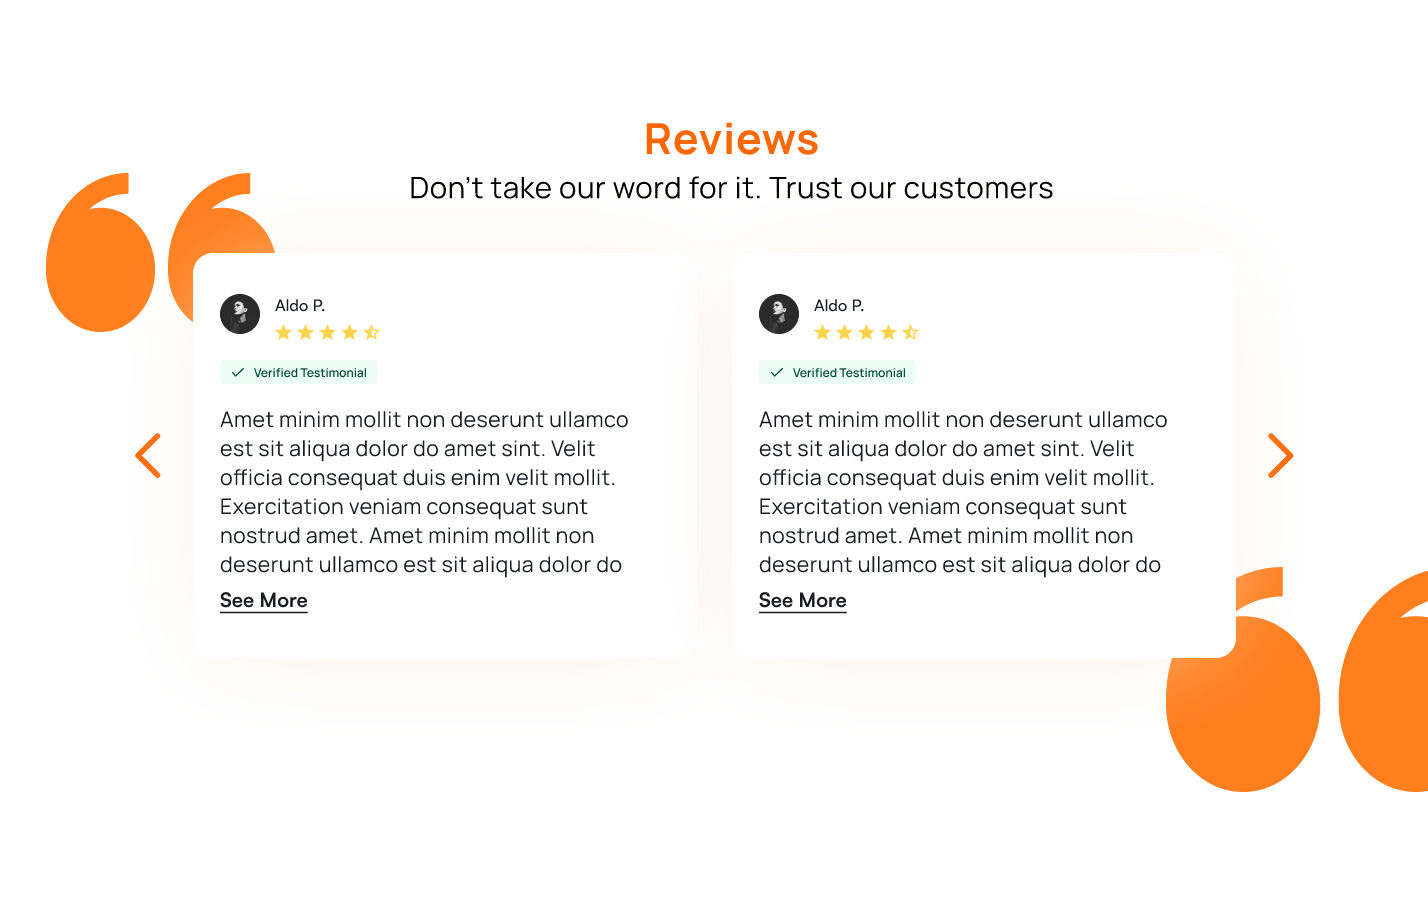 Reviews
Don't take our word for it. Trust our customers
Aldo P.
Verified Testimonial
Amet minim mollit non deserunt ullamco
est sit aliqua dolor do amet sint. Velit
officia consequat duis enim velit mollit.
Exercitation veniam consequat sunt
nostrud amet. Amet minim mollit non
deserunt ullamco est sit aliqua dolor do
See More
Aldo P.
Verified Testimonial
Amet minim mollit non deserunt ullamco
est sit aliqua dolor do amet sint. Velit
officia consequat duis enim velit mollit.
Exercitation veniam consequat sunt
nostrud amet. Amet minim mollit non
deserunt ullamco est sit aliqua dolor do
See More